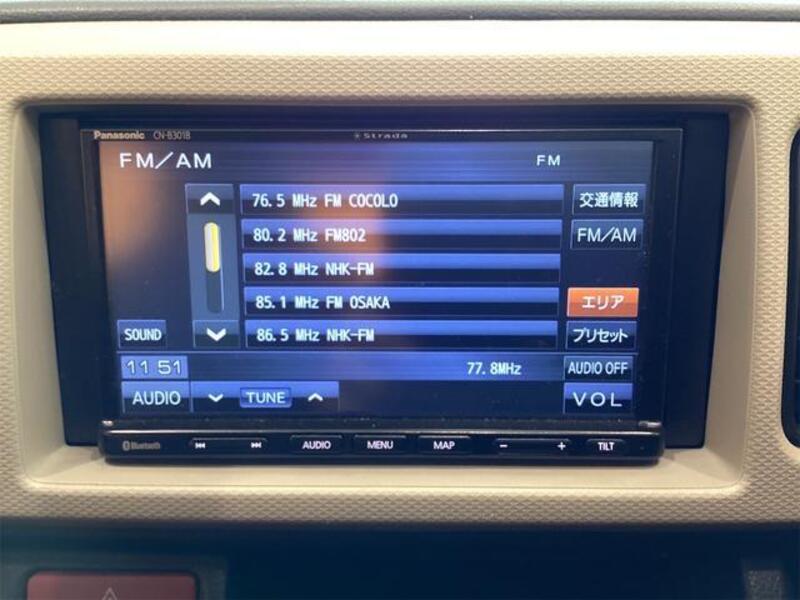 Panasonic CN-B301B Strada
FM/AM FM
76.5 MHz FM COCOLO 交通情報
80.2 MHz FM802 FM/AM
82.8 MHz NHK-FM
85.1 MHz FM OSAKA エリア
86.5 MHz NHK-FM プリセット
SOUND
11 51 77.8MHz AUDIO OFF
AUDIO TUNE VOL
Bluetooth AUDIO MENU MAP − + TILT